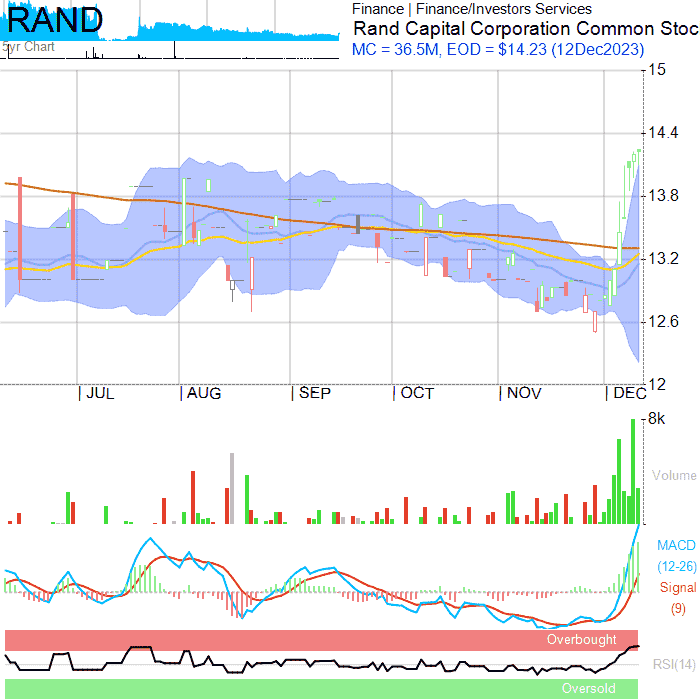 RAND
5yr Chart
Finance | Finance/Investors Services
Rand Capital Corporation Common Stoc
MC = 36.5M, EOD = $14.23 (12Dec2023)
15
14.4
13.8
13.2
12.6
12
| JUL
| AUG
| SEP
| OCT
| NOV
| DEC
8k
Volume
MACD
(12-26)
Signal
(9)
Overbought
RSI(14)
Oversold